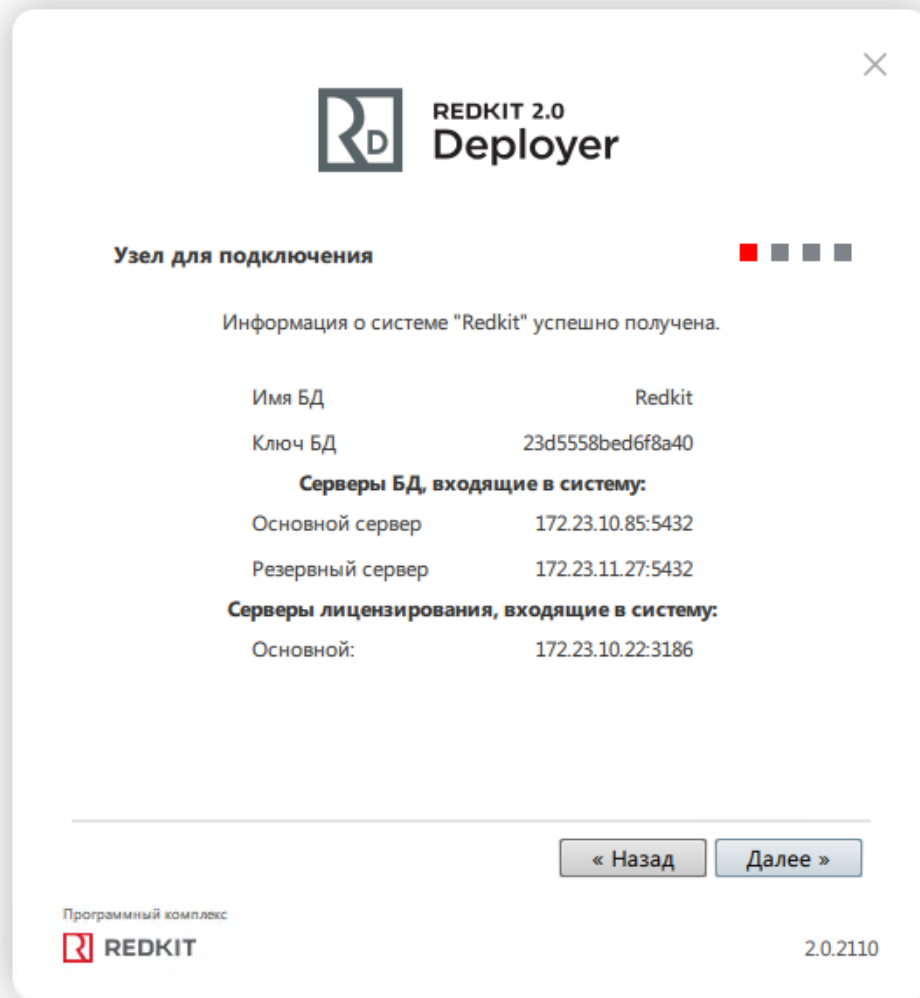 REDKIT 2.0
Deployer
Узел для подключения
Информация о системе "Redkit" успешно получена.
Имя БД Redkit
Ключ БД 23d5558bed6f8a40
Серверы БД, входящие в систему:
Основной сервер 172.23.10.85:5432
Резервный сервер 172.23.11.27:5432
Серверы лицензирования, входящие в систему:
Основной: 172.23.10.22:3186
« Назад Далее »
Программный комплекс
REDKIT 2.0.2110